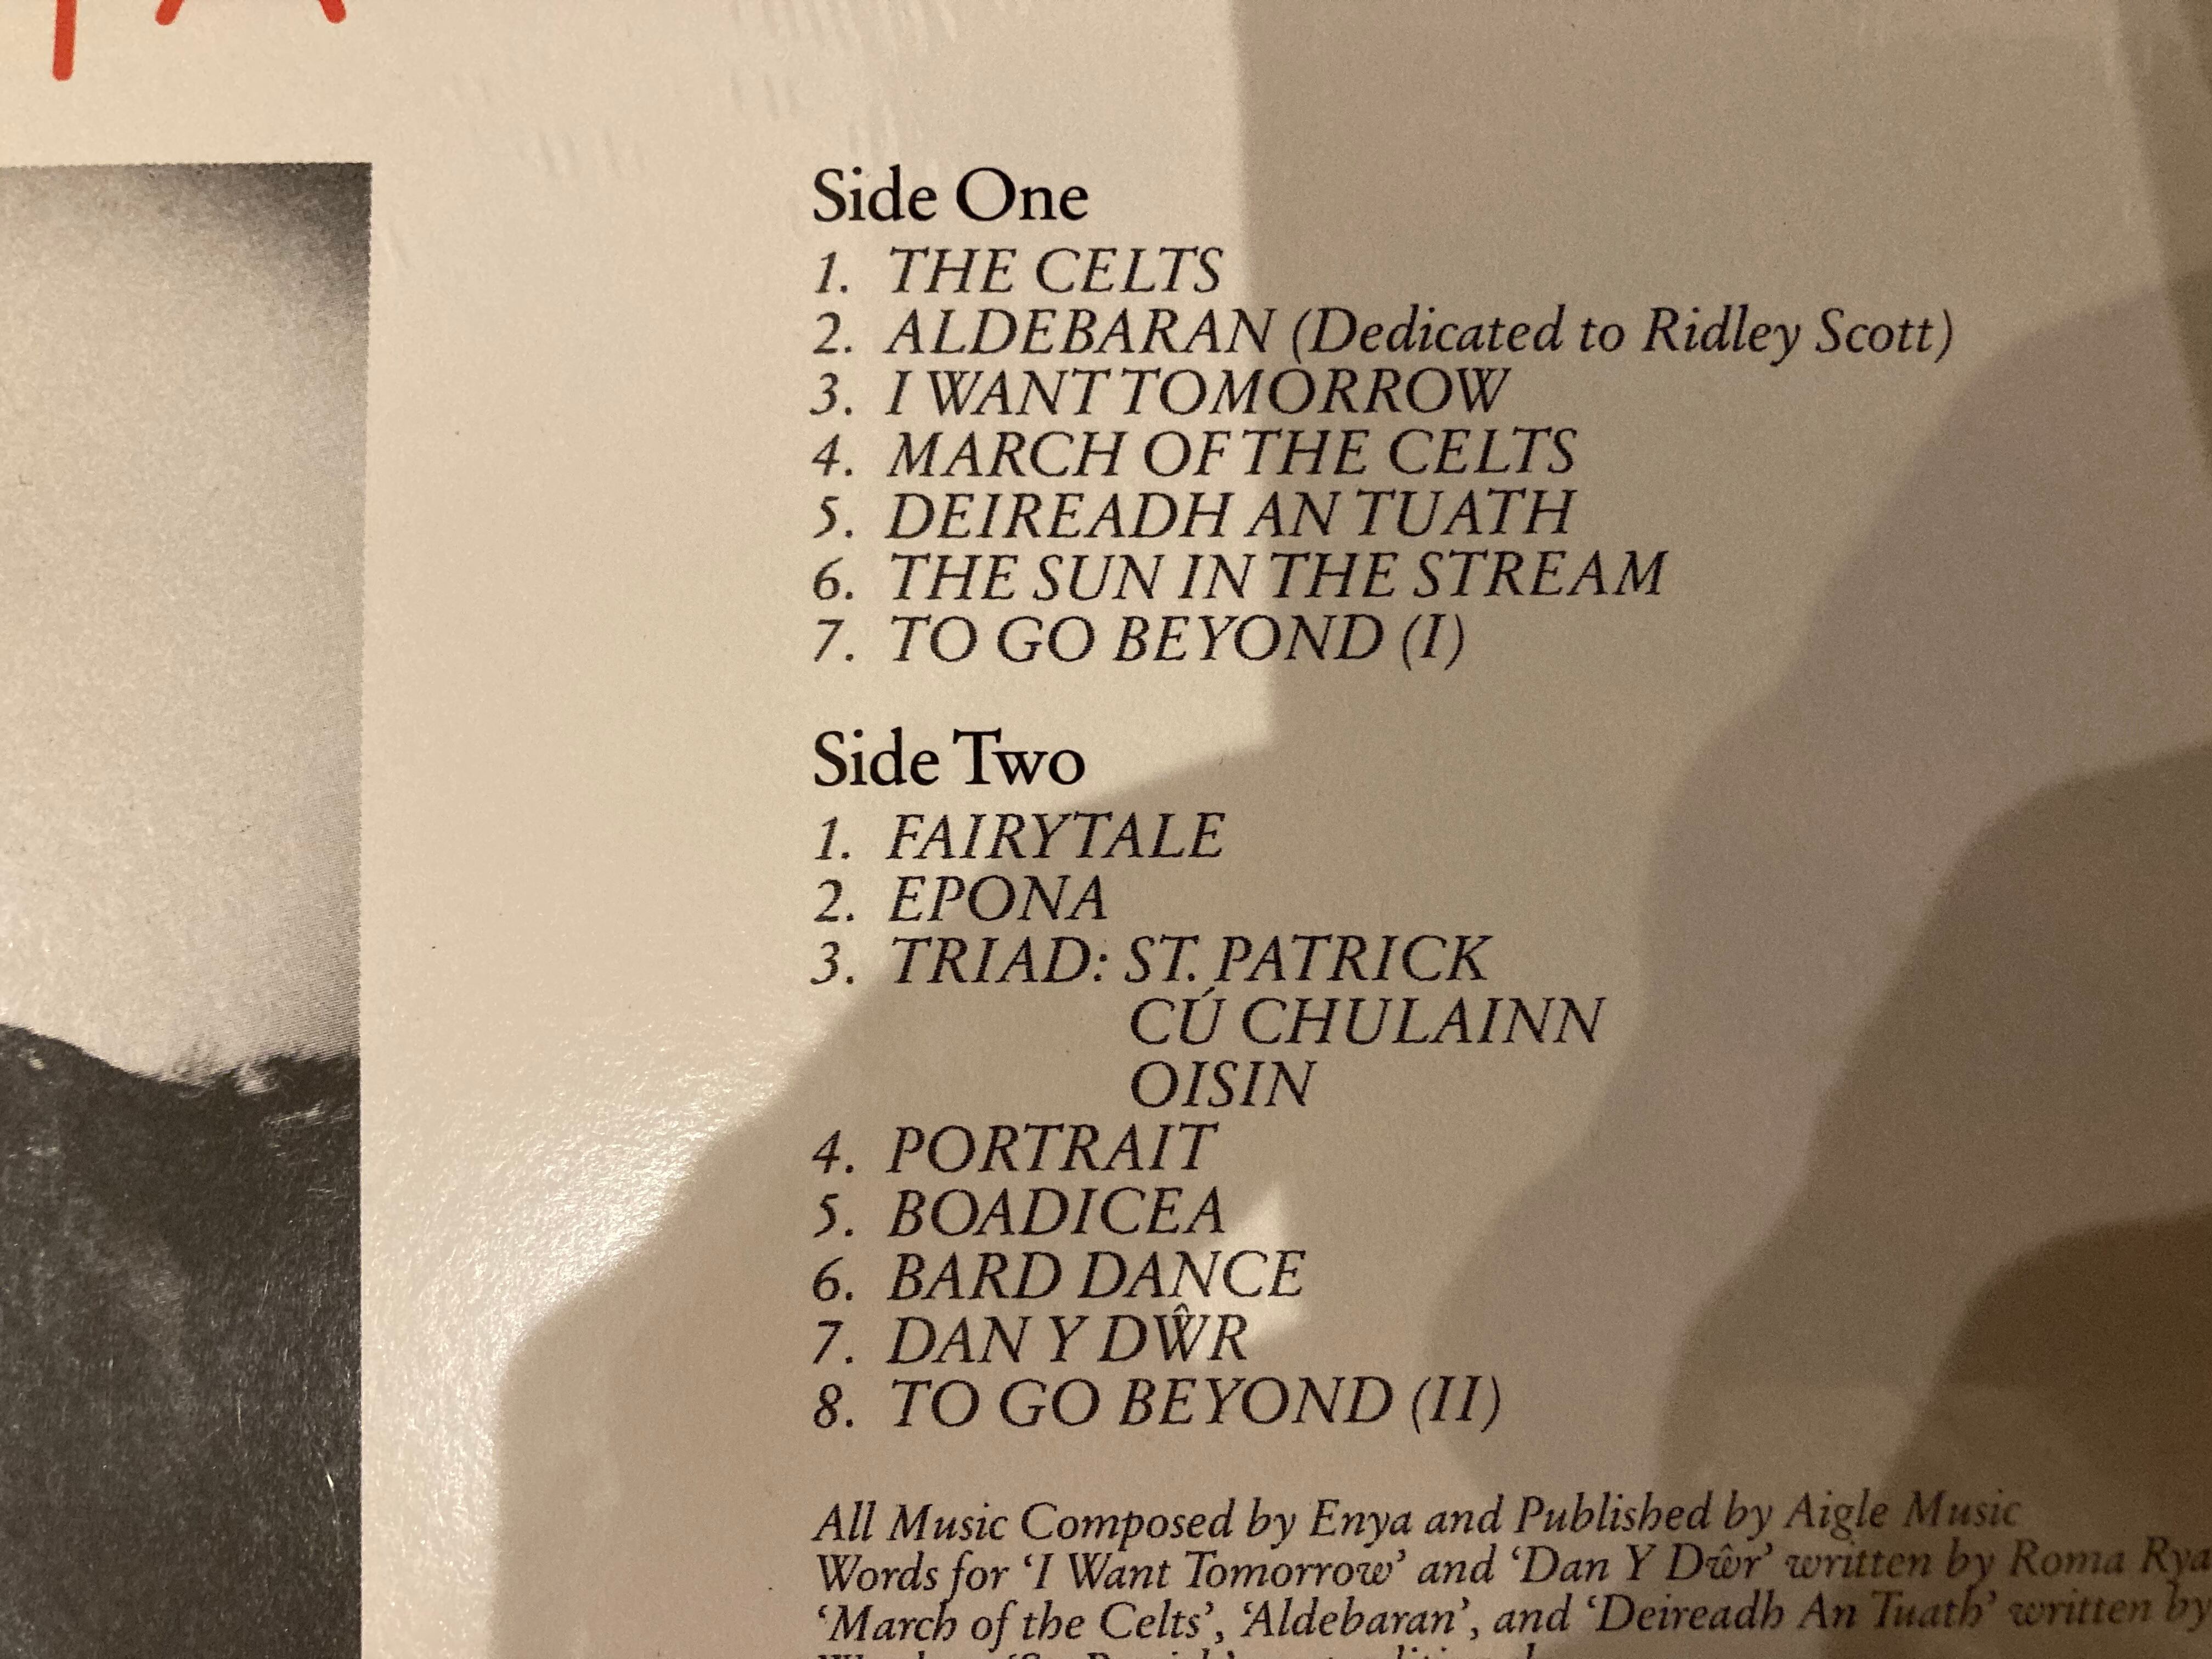 Side One
1. THE CELTS
2. ALDEBARAN (Dedicated to Ridley Scott)
3. I WANT TOMORROW
4. MARCH OF THE CELTS
5. DEIREADH AN TUATH
6. THE SUN IN THE STREAM
7. TO GO BEYOND (I)
Side Two
1. FAIRYTALE
2. EPONA
3. TRIAD: ST. PATRICK
CÚ CHULAINN
OISIN
4. PORTRAIT
5. BOADICEA
6. BARD DANCE
7. DAN Y DŴR
8. TO GO BEYOND (II)
All Music Composed by Enya and Published by Aigle Music
Words for ‘I Want Tomorrow’ and ‘Dan Y Dŵr’ written by Roma Rya
‘March of the Celts’, ‘Aldebaran’, and ‘Deireadh An Tuath’ written by